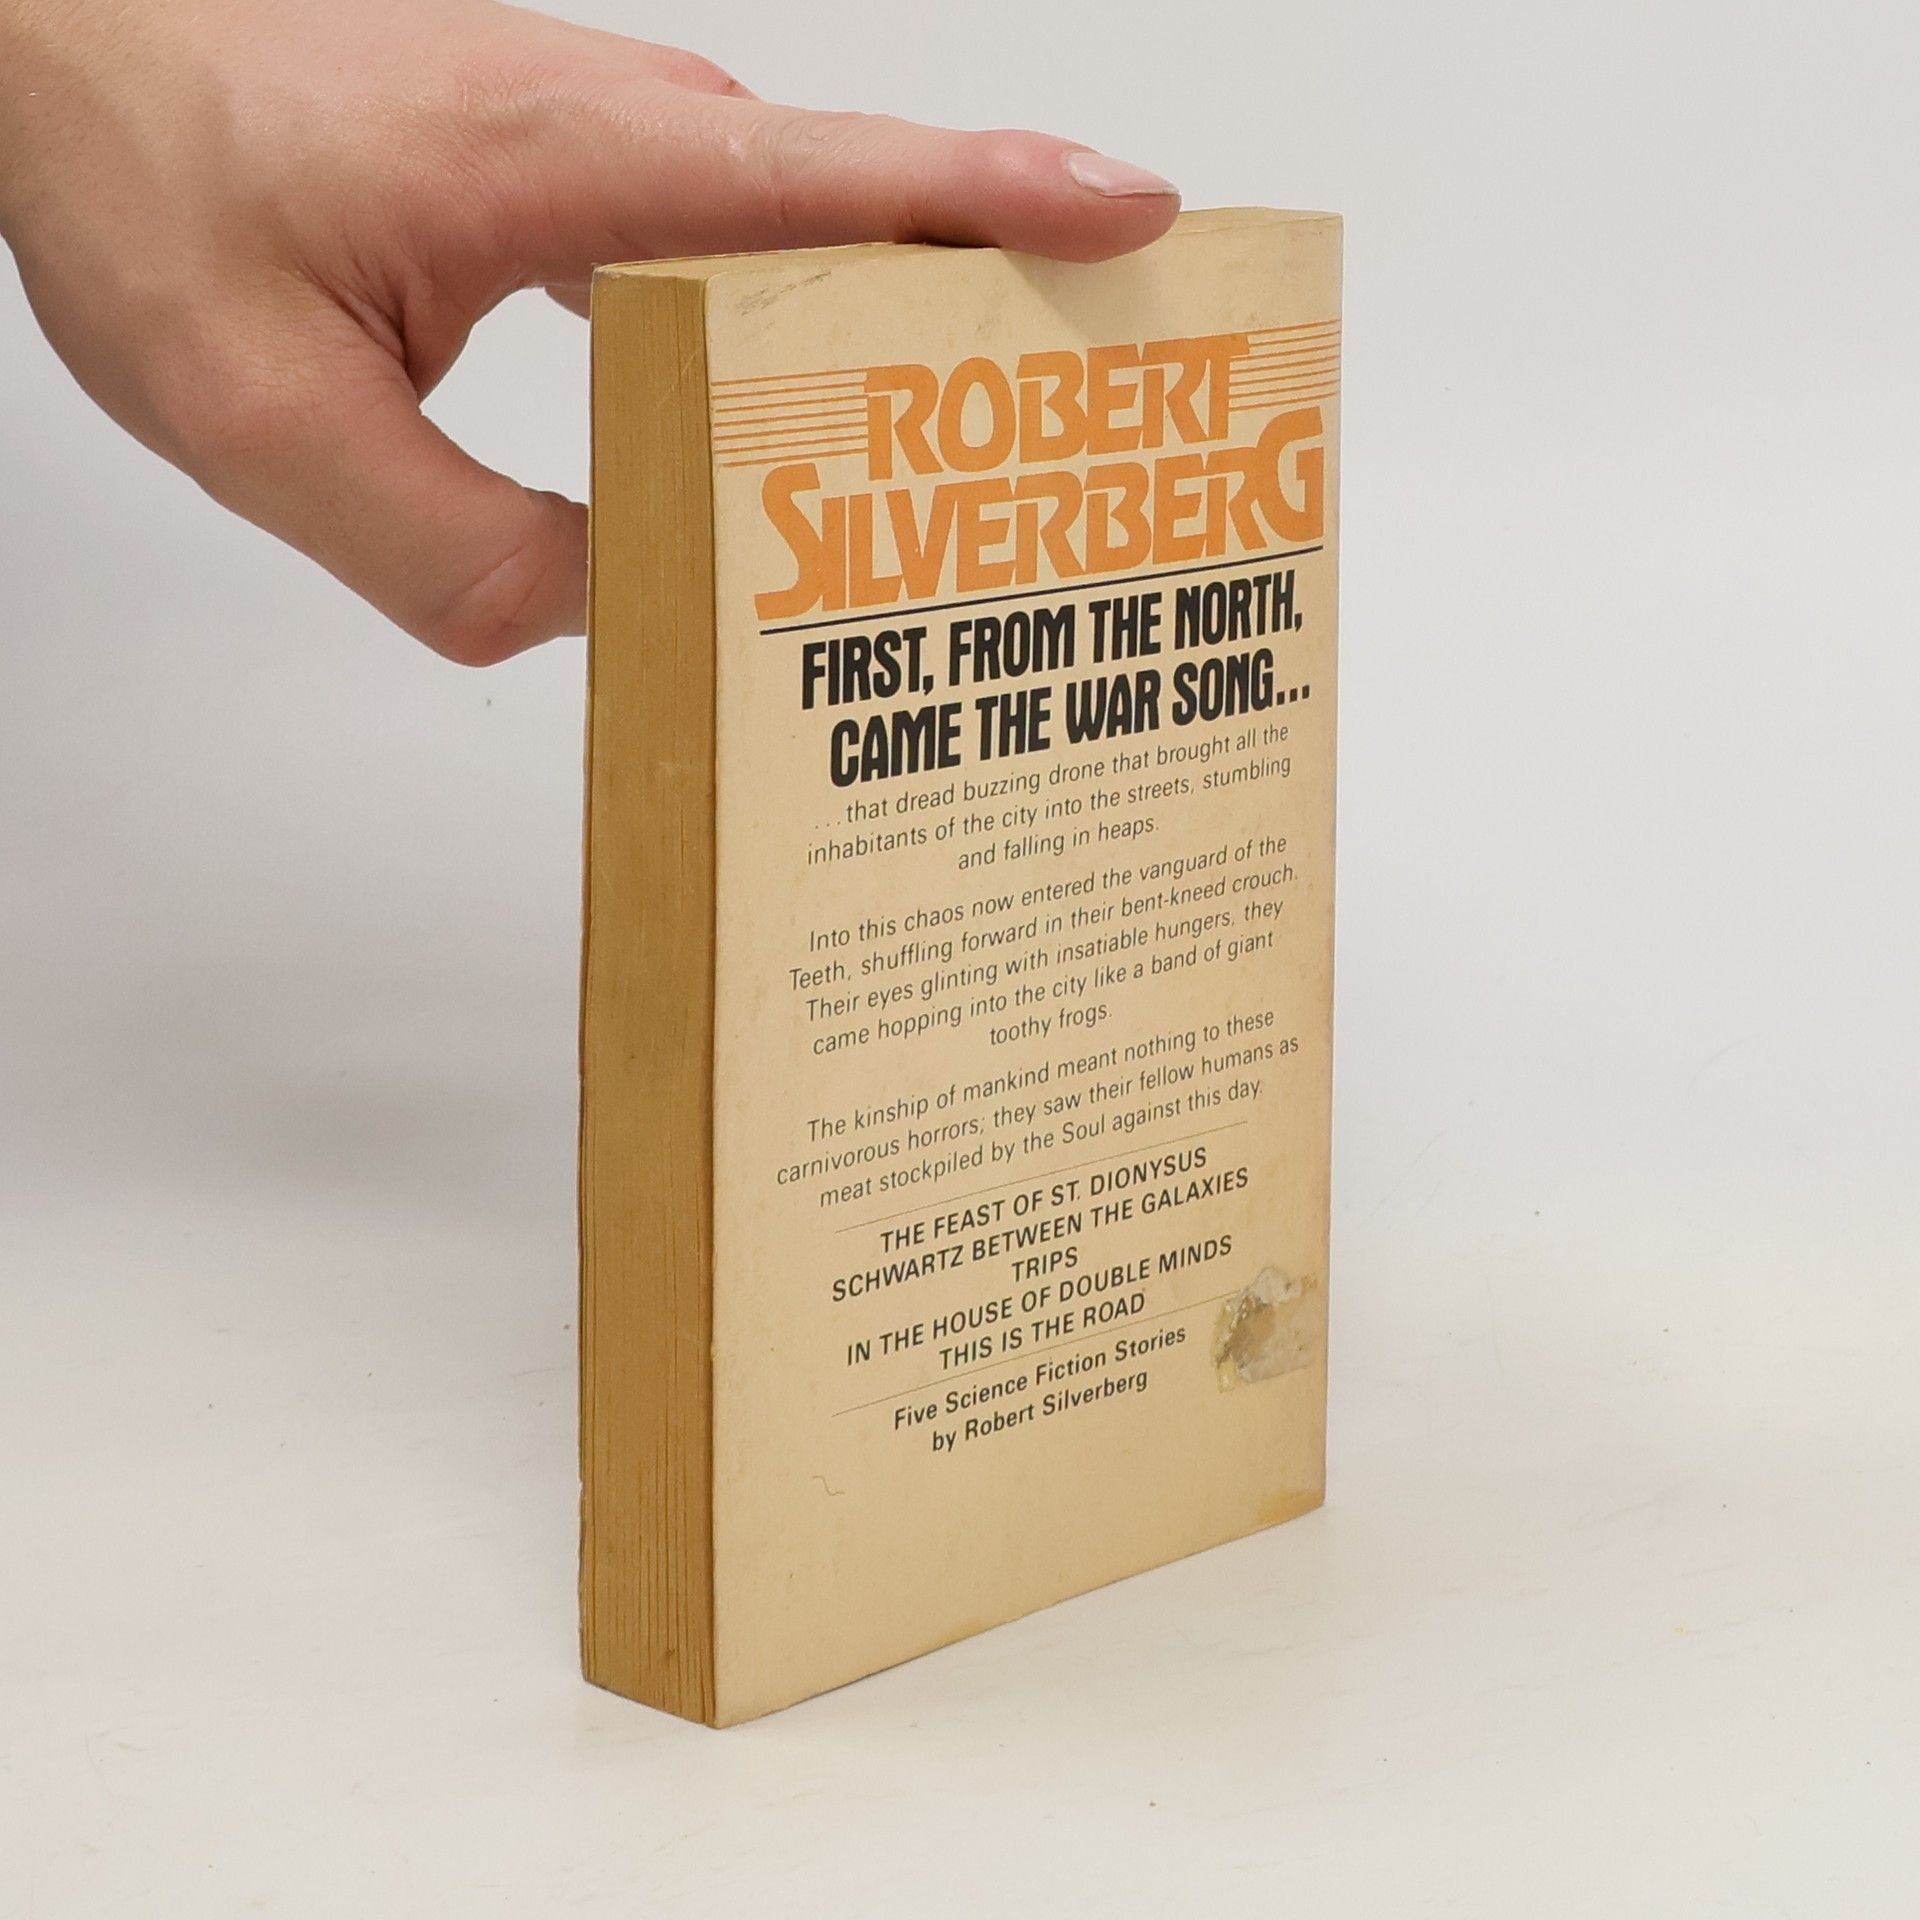 ROBERT
SILVERBERG
FIRST, FROM THE NORTH,
CAME THE WAR SONG...
...that dread buzzing drone that brought all the
inhabitants of the city into the streets, stumbling
and falling in heaps.
Into this chaos now entered the vanguard of the
Teeth, shuffling forward in their bent-kneed crouch.
Their eyes glinting with insatiable hungers, they
came hopping into the city like a band of giant
toothy frogs.
The kinship of mankind meant nothing to these
carnivorous horrors; they saw their fellow humans as
meat stockpiled by the Soul against this day.
THE FEAST OF ST. DIONYSUS
SCHWARTZ BETWEEN THE GALAXIES
TRIPS
IN THE HOUSE OF DOUBLE MINDS
THIS IS THE ROAD
Five Science Fiction Stories
by Robert Silverberg